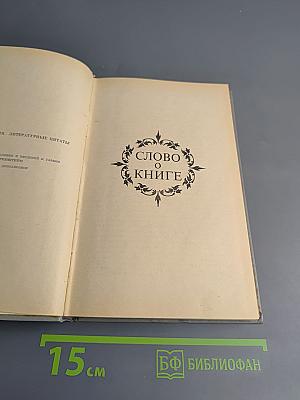 ЛИТЕРАТУРНЫЕ ЦИТАТЫ
СЛОВО
О
КНИГЕ
15 см
БФ БИБЛИОФАН